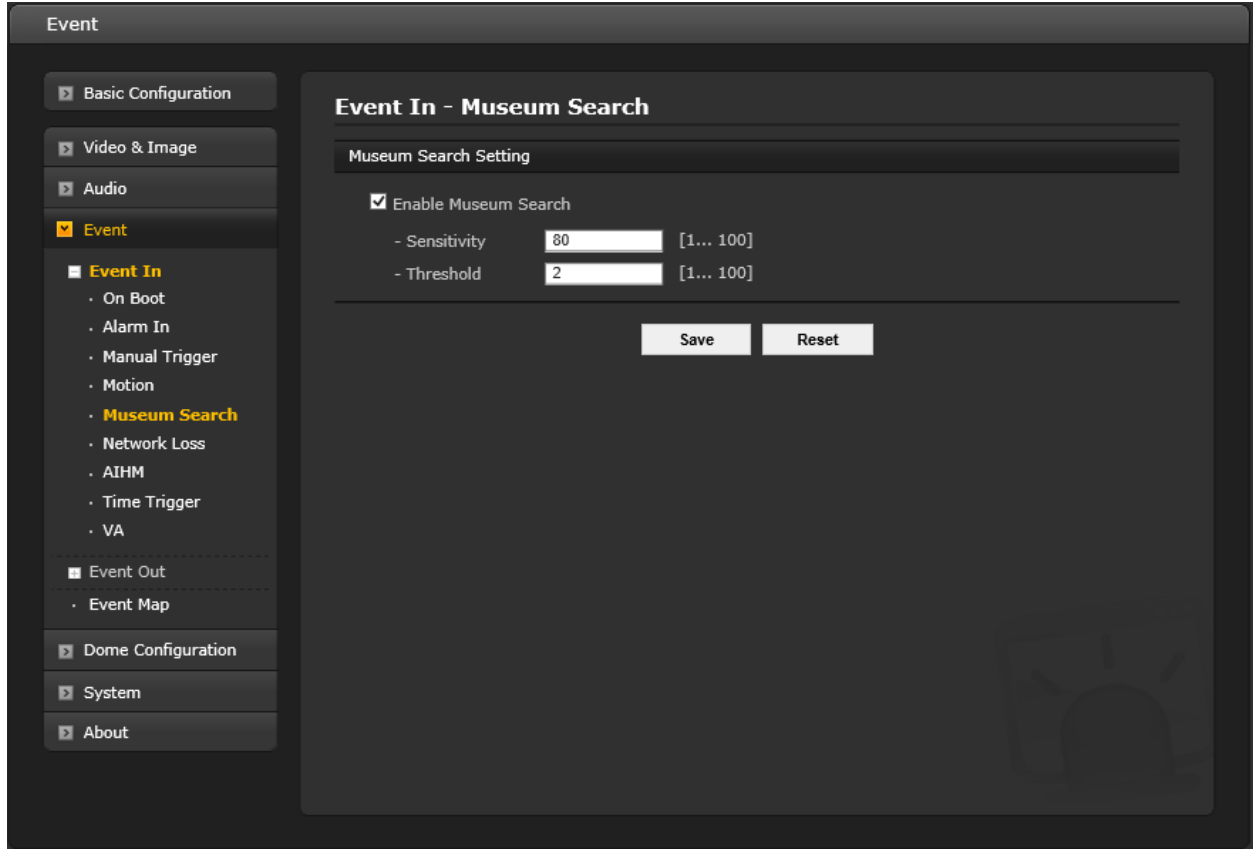 Event
Basic Configuration
Video & Image
Audio
Event
Event In
· On Boot
· Alarm In
· Manual Trigger
· Motion
· Museum Search
· Network Loss
· AIHM
· Time Trigger
· VA
Event Out
· Event Map
Dome Configuration
System
About
Event In - Museum Search
Museum Search Setting
Enable Museum Search
- Sensitivity 80 [1... 100]
- Threshold 2 [1... 100]
Save Reset